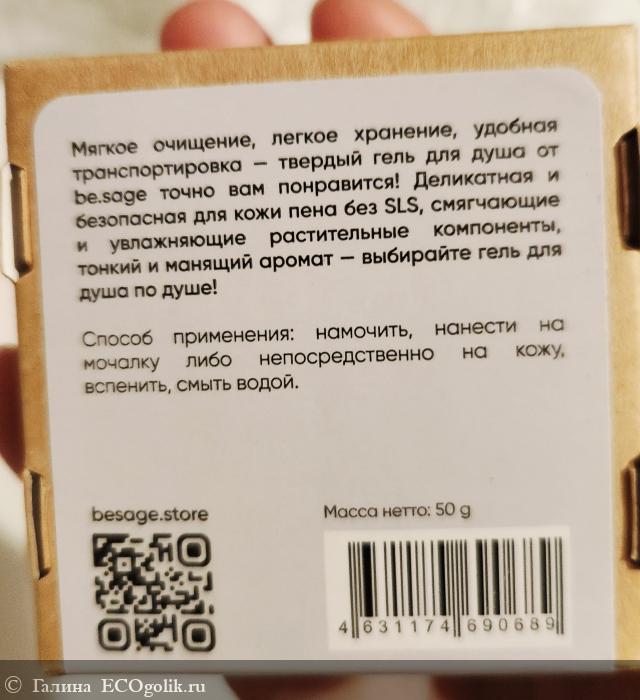 Мягкое очищение, легкое хранение, удобная
транспортировка — твердый гель для душа от
be.sage точно вам понравится! Деликатная и
безопасная для кожи пена без SLS, смягчающие
и увлажняющие растительные компоненты,
тонкий и манящий аромат — выбирайте гель для
душа по душе!
Способ применения: намочить, нанести на
мочалку либо непосредственно на кожу,
вспенить, смыть водой.
besage.store
Масса нетто: 50 g
4 631174 690689
© Галина ECOgolik.ru